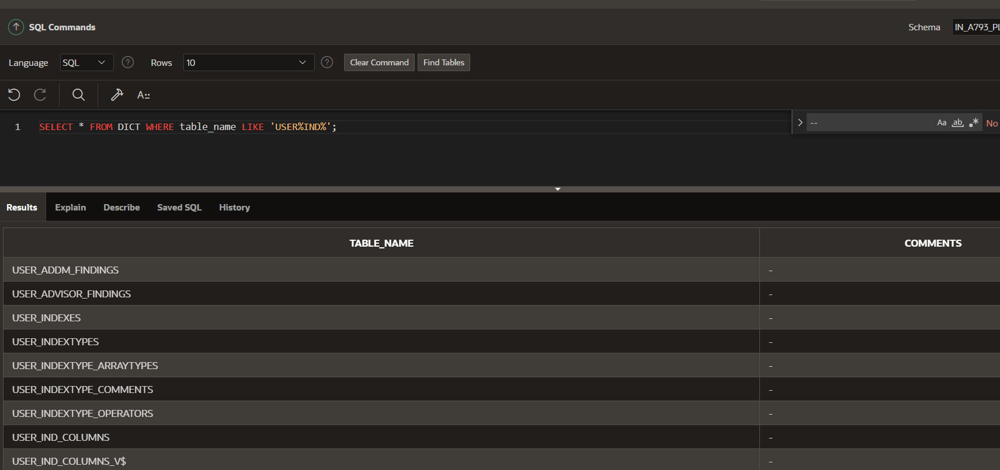 SQL Commands
Schema
IN_A793_PL
Language
SQL
Rows
10
Clear Command
Find Tables
A::
1
SELECT * FROM DICT WHERE table_name LIKE 'USER%IND%';
--
Aa
ab
.*
No
Results
Explain
Describe
Saved SQL
History
TABLE_NAME
COMMENTS
USER_ADDM_FINDINGS
-
USER_ADVISOR_FINDINGS
-
USER_INDEXES
-
USER_INDEXTYPES
-
USER_INDEXTYPE_ARRAYTYPES
-
USER_INDEXTYPE_COMMENTS
-
USER_INDEXTYPE_OPERATORS
-
USER_IND_COLUMNS
-
USER_IND_COLUMNS_V$
-